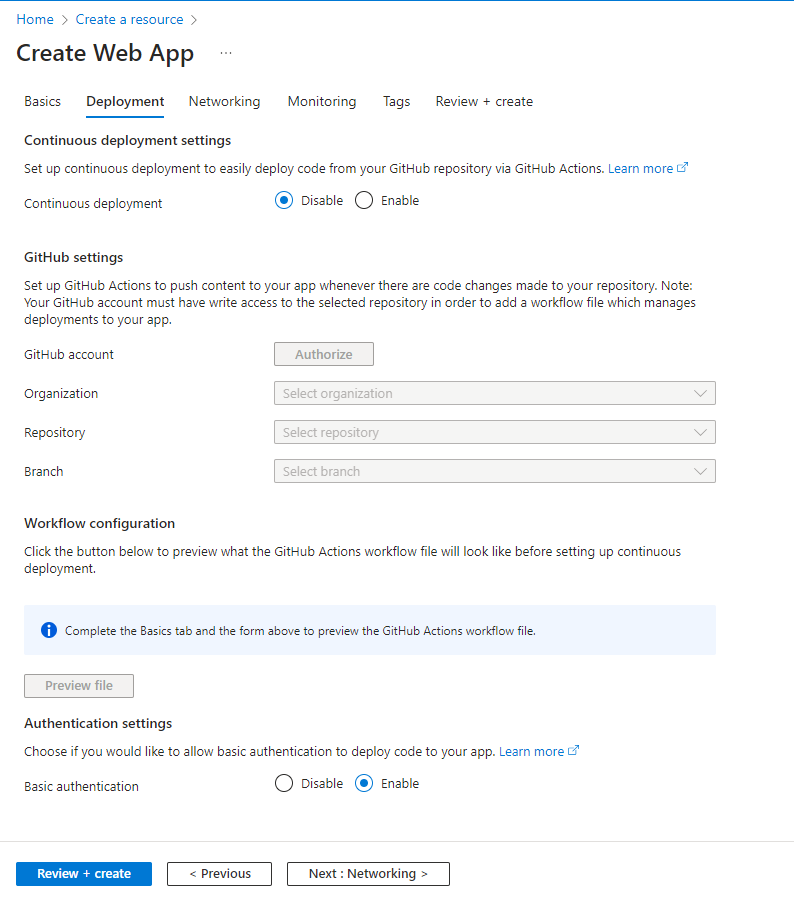 Home > Create a resource >
Create Web App ...
Basics Deployment Networking Monitoring Tags Review + create
Continuous deployment settings
Set up continuous deployment to easily deploy code from your GitHub repository via GitHub Actions. Learn more
Continuous deployment Disable Enable
GitHub settings
Set up GitHub Actions to push content to your app whenever there are code changes made to your repository. Note:
Your GitHub account must have write access to the selected repository in order to add a workflow file which manages
deployments to your app.
GitHub account Authorize
Organization Select organization
Repository Select repository
Branch Select branch
Workflow configuration
Click the button below to preview what the GitHub Actions workflow file will look like before setting up continuous
deployment.
Complete the Basics tab and the form above to preview the GitHub Actions workflow file.
Preview file
Authentication settings
Choose if you would like to allow basic authentication to deploy code to your app. Learn more
Basic authentication Disable Enable
Review + create < Previous Next : Networking >